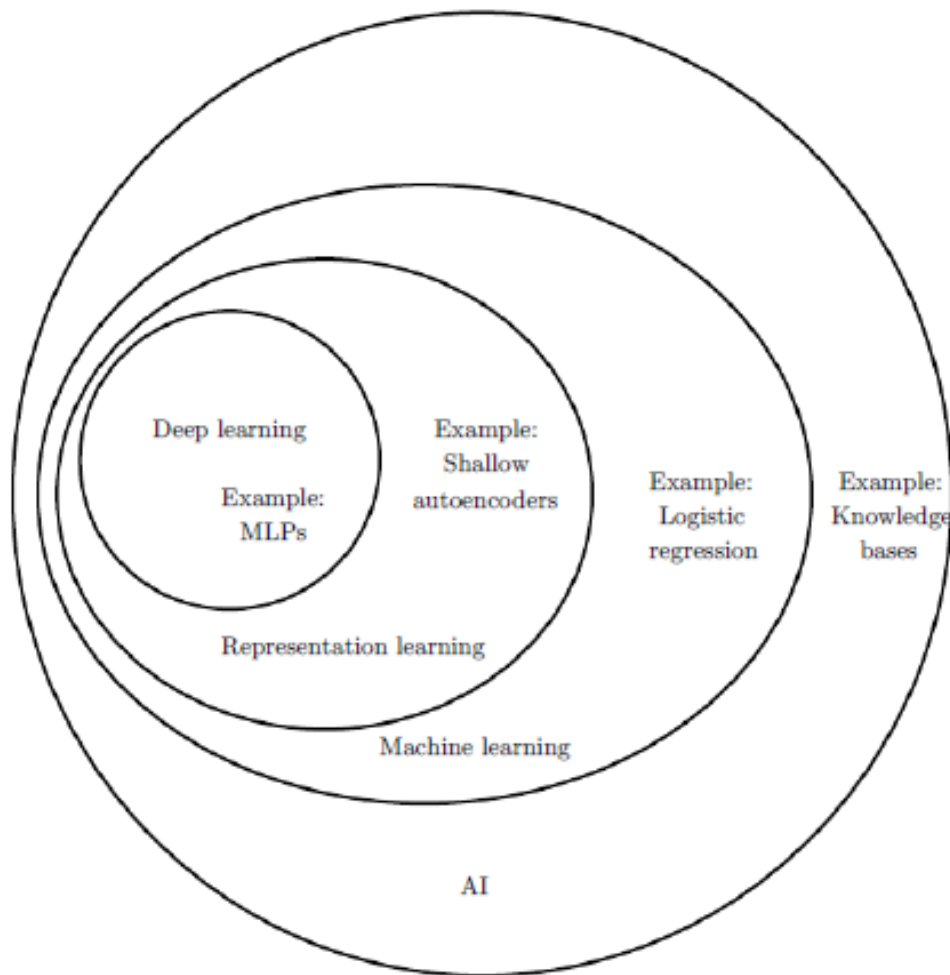 Deep learning
Example:
MLPs
Example:
Shallow
autoencoders
Example:
Logistic
regression
Example:
Knowledge
bases
Representation learning
Machine learning
AI